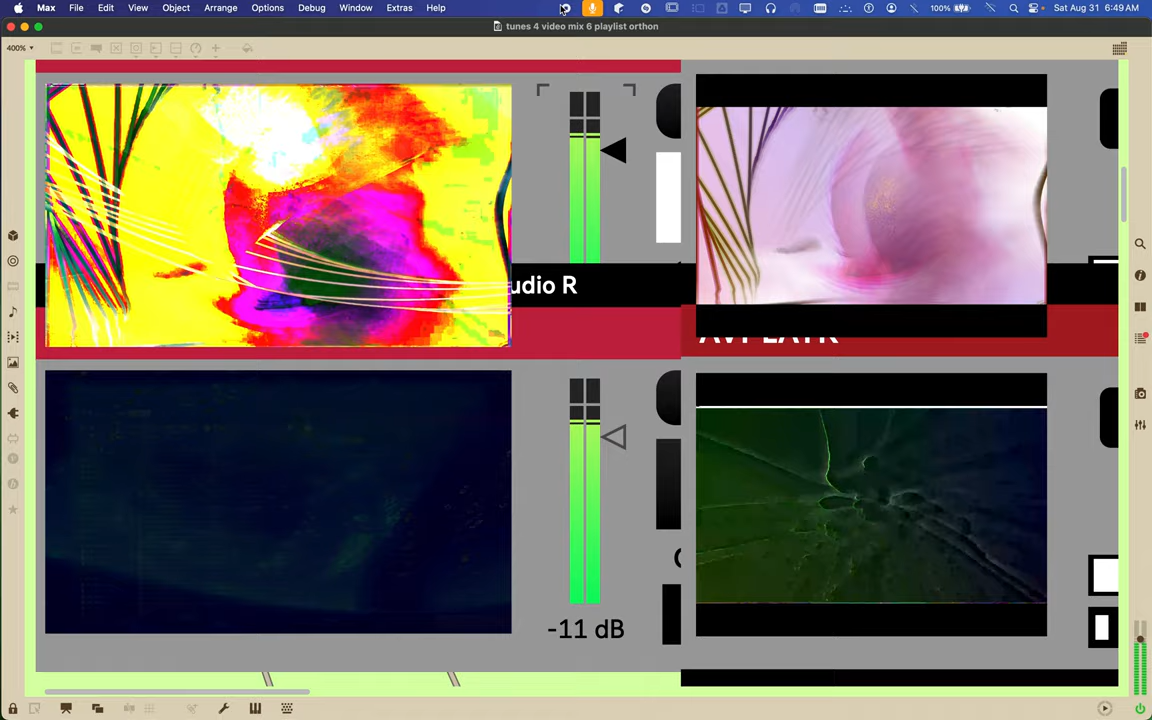 Max File Edit View Object Arrange Options Debug Window Extras Help 100% Sat Aug 31 6:49 AM
tunes 4 video mix 6 playlist orthon
400%
udio R
-11 dB